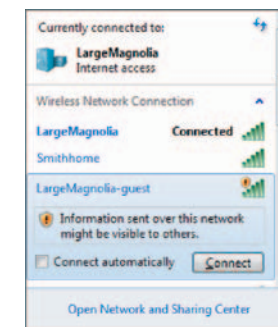 Currently connected to:
LargeMagnolia
Internet access
Wireless Network Connection
LargeMagnolia Connected
Smithhome
LargeMagnolia-guest
Information sent over this network
might be visible to others.
Connect automatically Connect
Open Network and Sharing Center